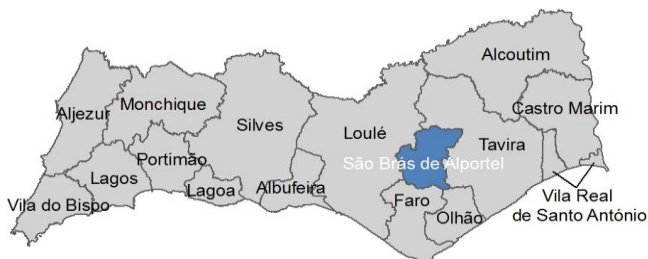 Alcoutim
Castro Marim
Monchique
Aljezur
Silves
Loulé
Tavira
Portimão
São Brás de Alportel
Lagos
Lagoa
Albufeira
Vila do Bispo
Faro
Olhão
Vila Real
de Santo António